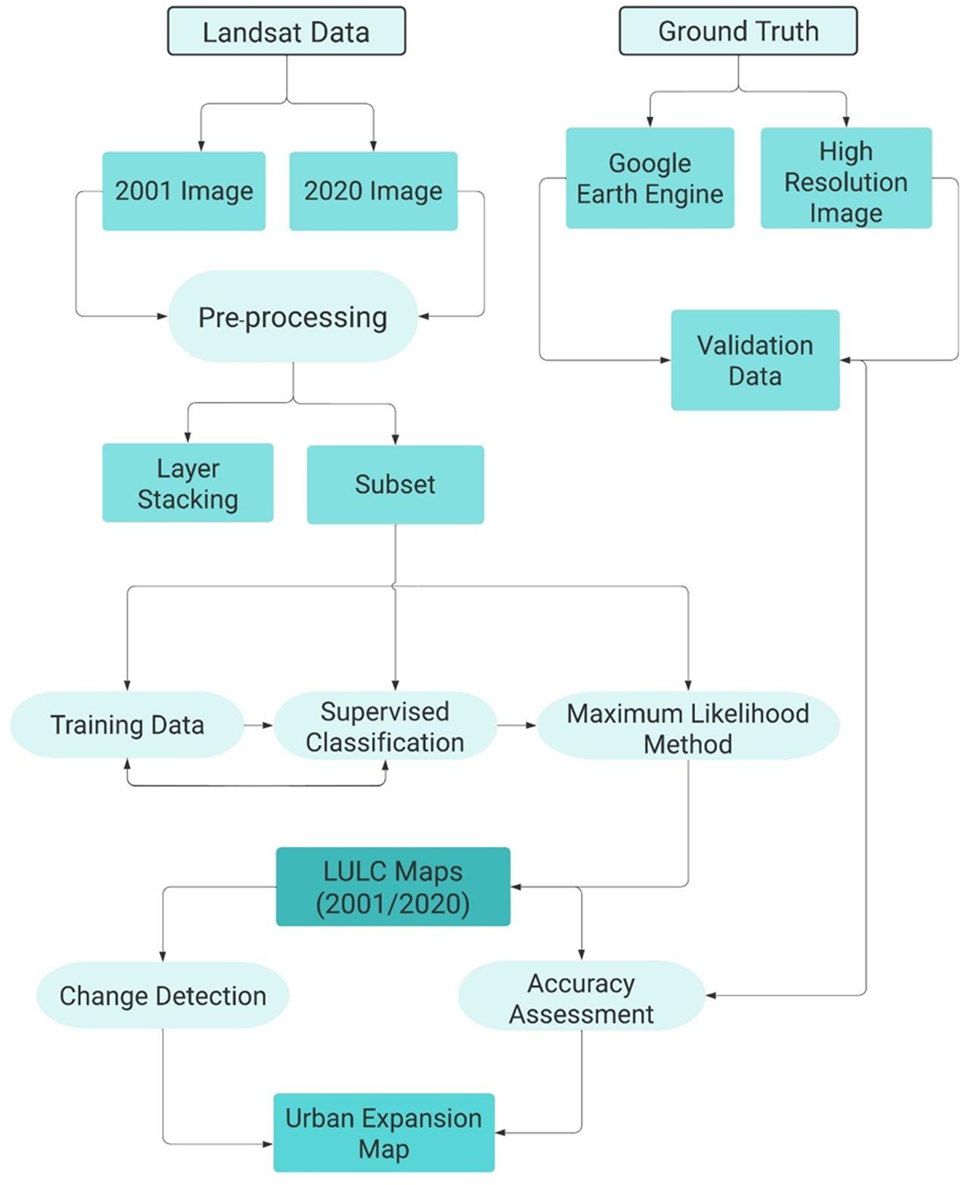 Landsat Data
Ground Truth
2001 Image
2020 Image
Google
Earth Engine
High
Resolution
Image
Pre-processing
Validation
Data
Layer
Stacking
Subset
Training Data
Supervised
Classification
Maximum Likelihood
Method
LULC Maps
(2001/2020)
Change Detection
Accuracy
Assessment
Urban Expansion
Map